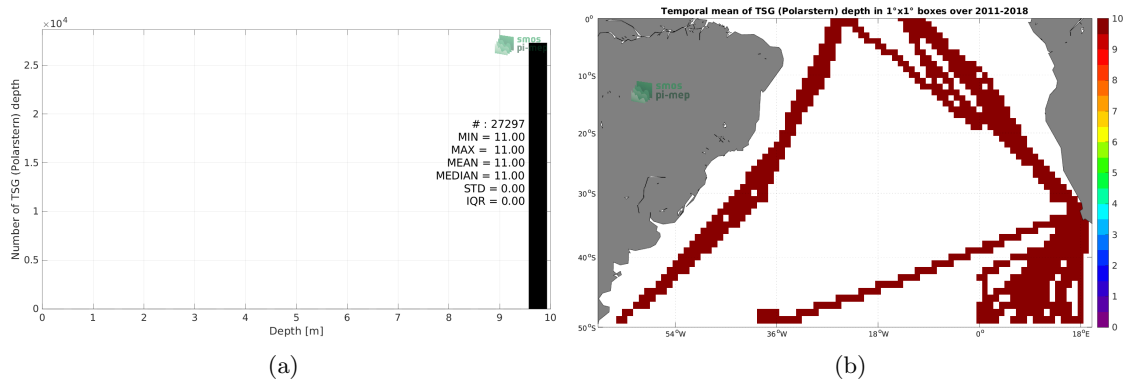 ×10⁴
smos
pi-mep
2.5
2
1.5
1
0.5
0
Number of TSG (Polarstern) depth
# : 27297
MIN = 11.00
MAX = 11.00
MEAN = 11.00
MEDIAN = 11.00
STD = 0.00
IQR = 0.00
0 1 2 3 4 5 6 7 8 9 10
Depth [m]
(a)
Temporal mean of TSG (Polarstern) depth in 1°x1° boxes over 2011-2018
smos
pi-mep
0°
10°S
20°S
30°S
40°S
50°S
54°W 36°W 18°W 0° 18°E
10
9
8
7
6
5
4
3
2
1
0
(b)